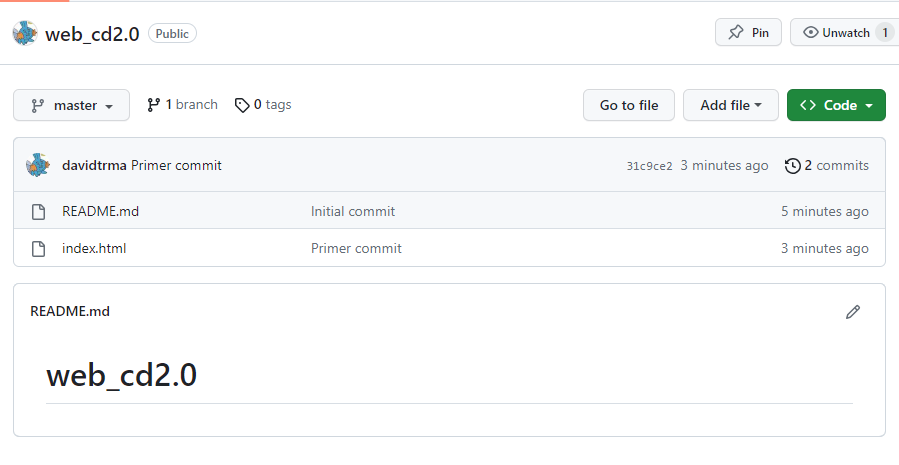 web_cd2.0 Public Pin Unwatch 1
master 1 branch 0 tags Go to file Add file Code
davidtrma Primer commit 31c9ce2 3 minutes ago 2 commits
README.md Initial commit 5 minutes ago
index.html Primer commit 3 minutes ago
README.md
web_cd2.0